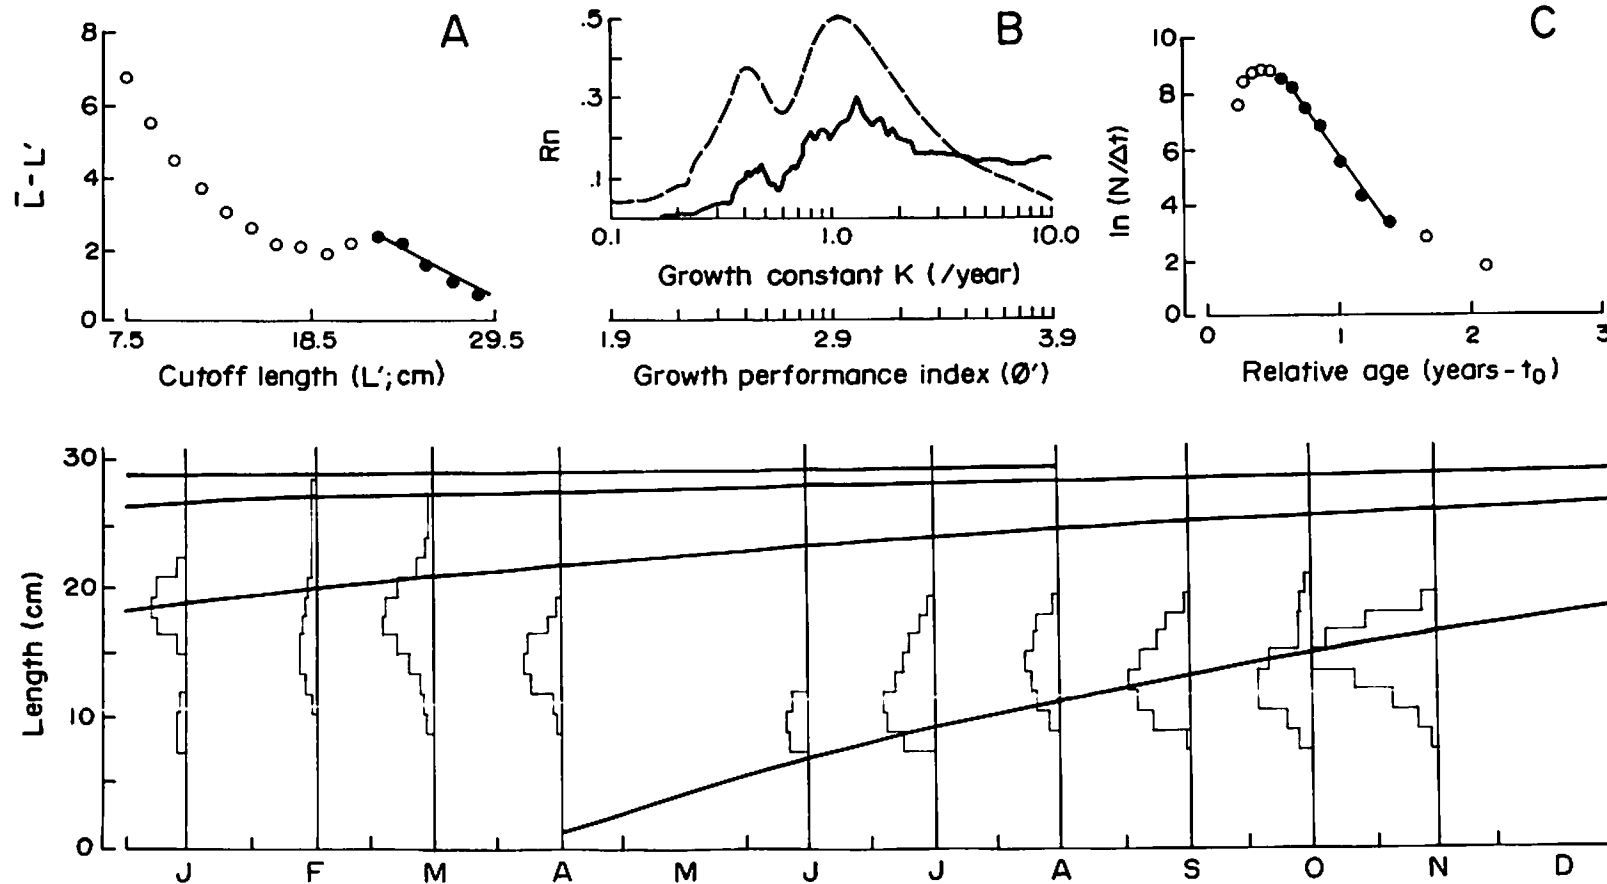 A
8
6
4
2
0
L̄-L′
7.5 18.5 29.5
Cutoff length (L′; cm)
B
.5
.3
.1
Rn
0.1 1.0 10.0
Growth constant K (/year)
1.9 2.9 3.9
Growth performance index (Ø′)
C
10
8
6
4
2
0
ln (N/Δt)
0 1 2 3
Relative age (years-t₀)
30
20
10
0
Length (cm)
J F M A M J J A S O N D